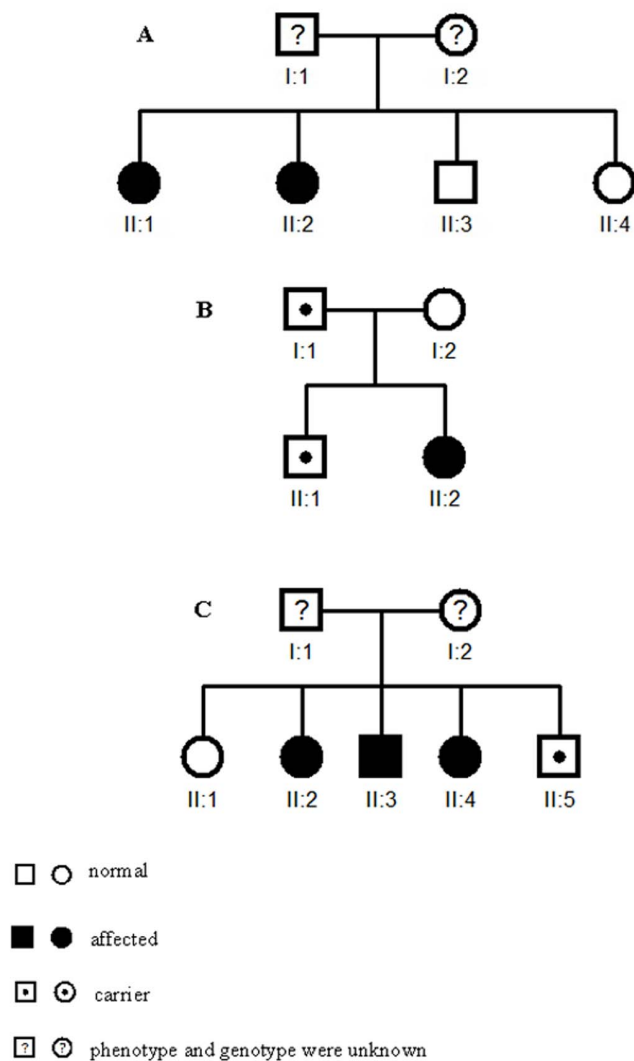 A
? ?
I:1 I:2
II:1 II:2 II:3 II:4
B
I:1 I:2
II:1 II:2
C
? ?
I:1 I:2
II:1 II:2 II:3 II:4 II:5
normal
affected
carrier
? ? phenotype and genotype were unknown